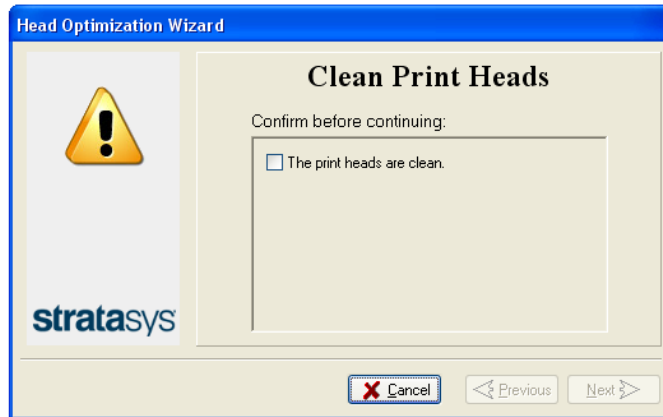 Head Optimization Wizard
Clean Print Heads
Confirm before continuing:
The print heads are clean.
stratasys
Cancel
Previous
Next